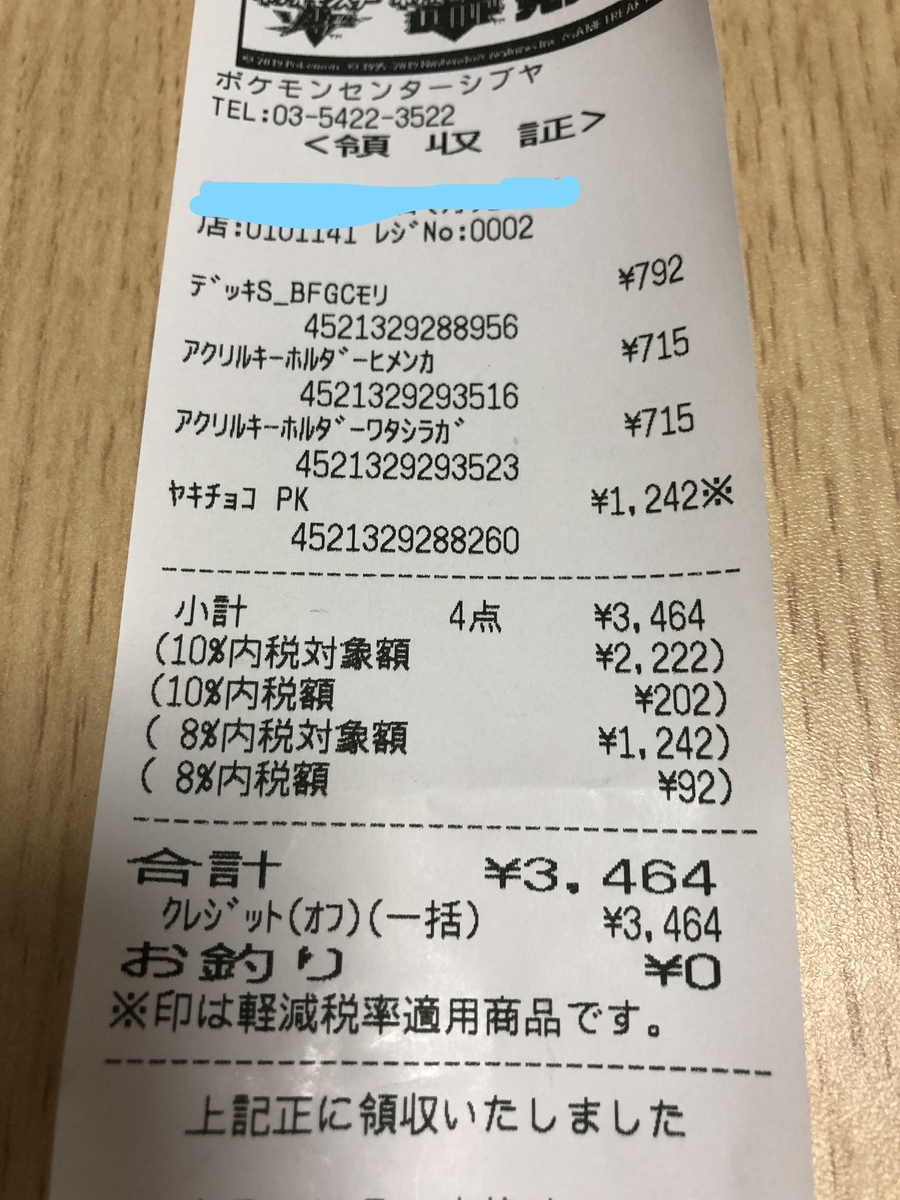 ポケモンセンターシブヤ
TEL:03-5422-3522
<領 収 証>
店:0101141 ﾚｼﾞNo:0002
ﾃﾞｯｷS_BFGCﾓﾘ ¥792
4521329288956
ｱｸﾘﾙｷｰﾎﾙﾀﾞｰﾋﾒﾝｶ ¥715
4521329293516
ｱｸﾘﾙｷｰﾎﾙﾀﾞｰﾜﾀｼﾗｶﾞ ¥715
4521329293523
ﾔｷﾁｮｺ PK ¥1,242※
4521329288260
小計 4点 ¥3,464
(10%内税対象額 ¥2,222)
(10%内税額 ¥202)
( 8%内税対象額 ¥1,242)
( 8%内税額 ¥92)
合計 ¥3,464
ｸﾚｼﾞｯﾄ(ｵﾌ)(一括) ¥3,464
お釣り ¥0
※印は軽減税率適用商品です。
上記正に領収いたしました